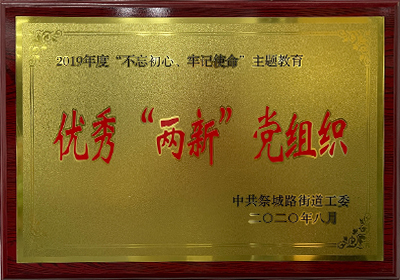 2019年度“不忘初心、牢记使命”主题教育
优秀“两新”党组织
中共祭城路街道工委
二〇二〇年八月